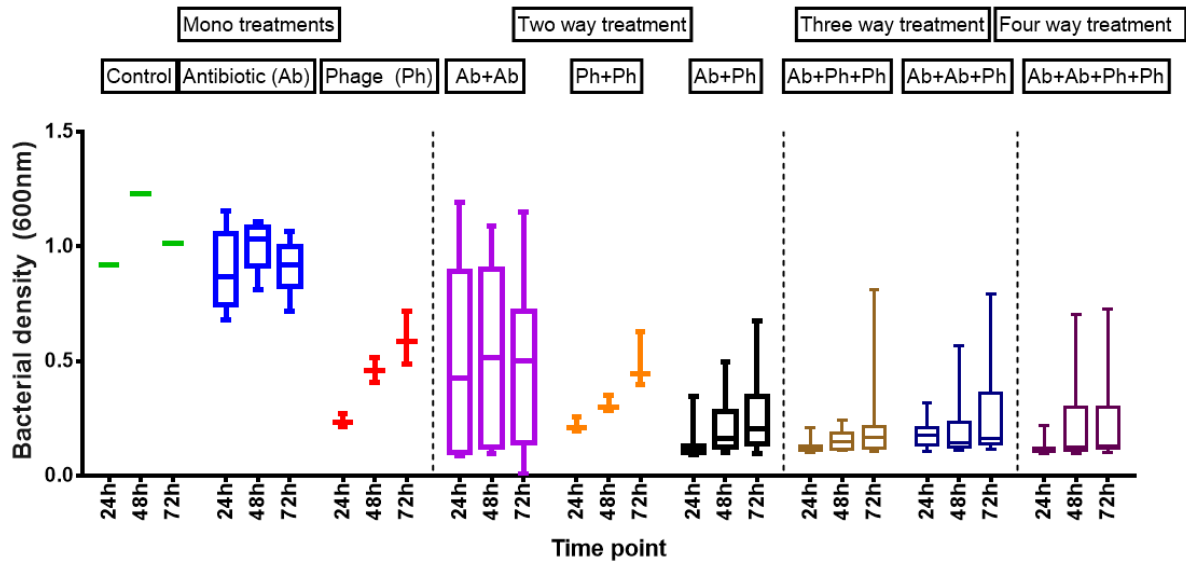 Mono treatments Two way treatment Three way treatment Four way treatment
Control Antibiotic (Ab) Phage (Ph) Ab+Ab Ph+Ph Ab+Ph Ab+Ph+Ph Ab+Ab+Ph Ab+Ab+Ph+Ph
Bacterial density (600nm)
1.5
1.0
0.5
0.0
24h 48h 72h 24h 48h 72h 24h 48h 72h 24h 48h 72h 24h 48h 72h 24h 48h 72h 24h 48h 72h 24h 48h 72h 24h 48h 72h
Time point